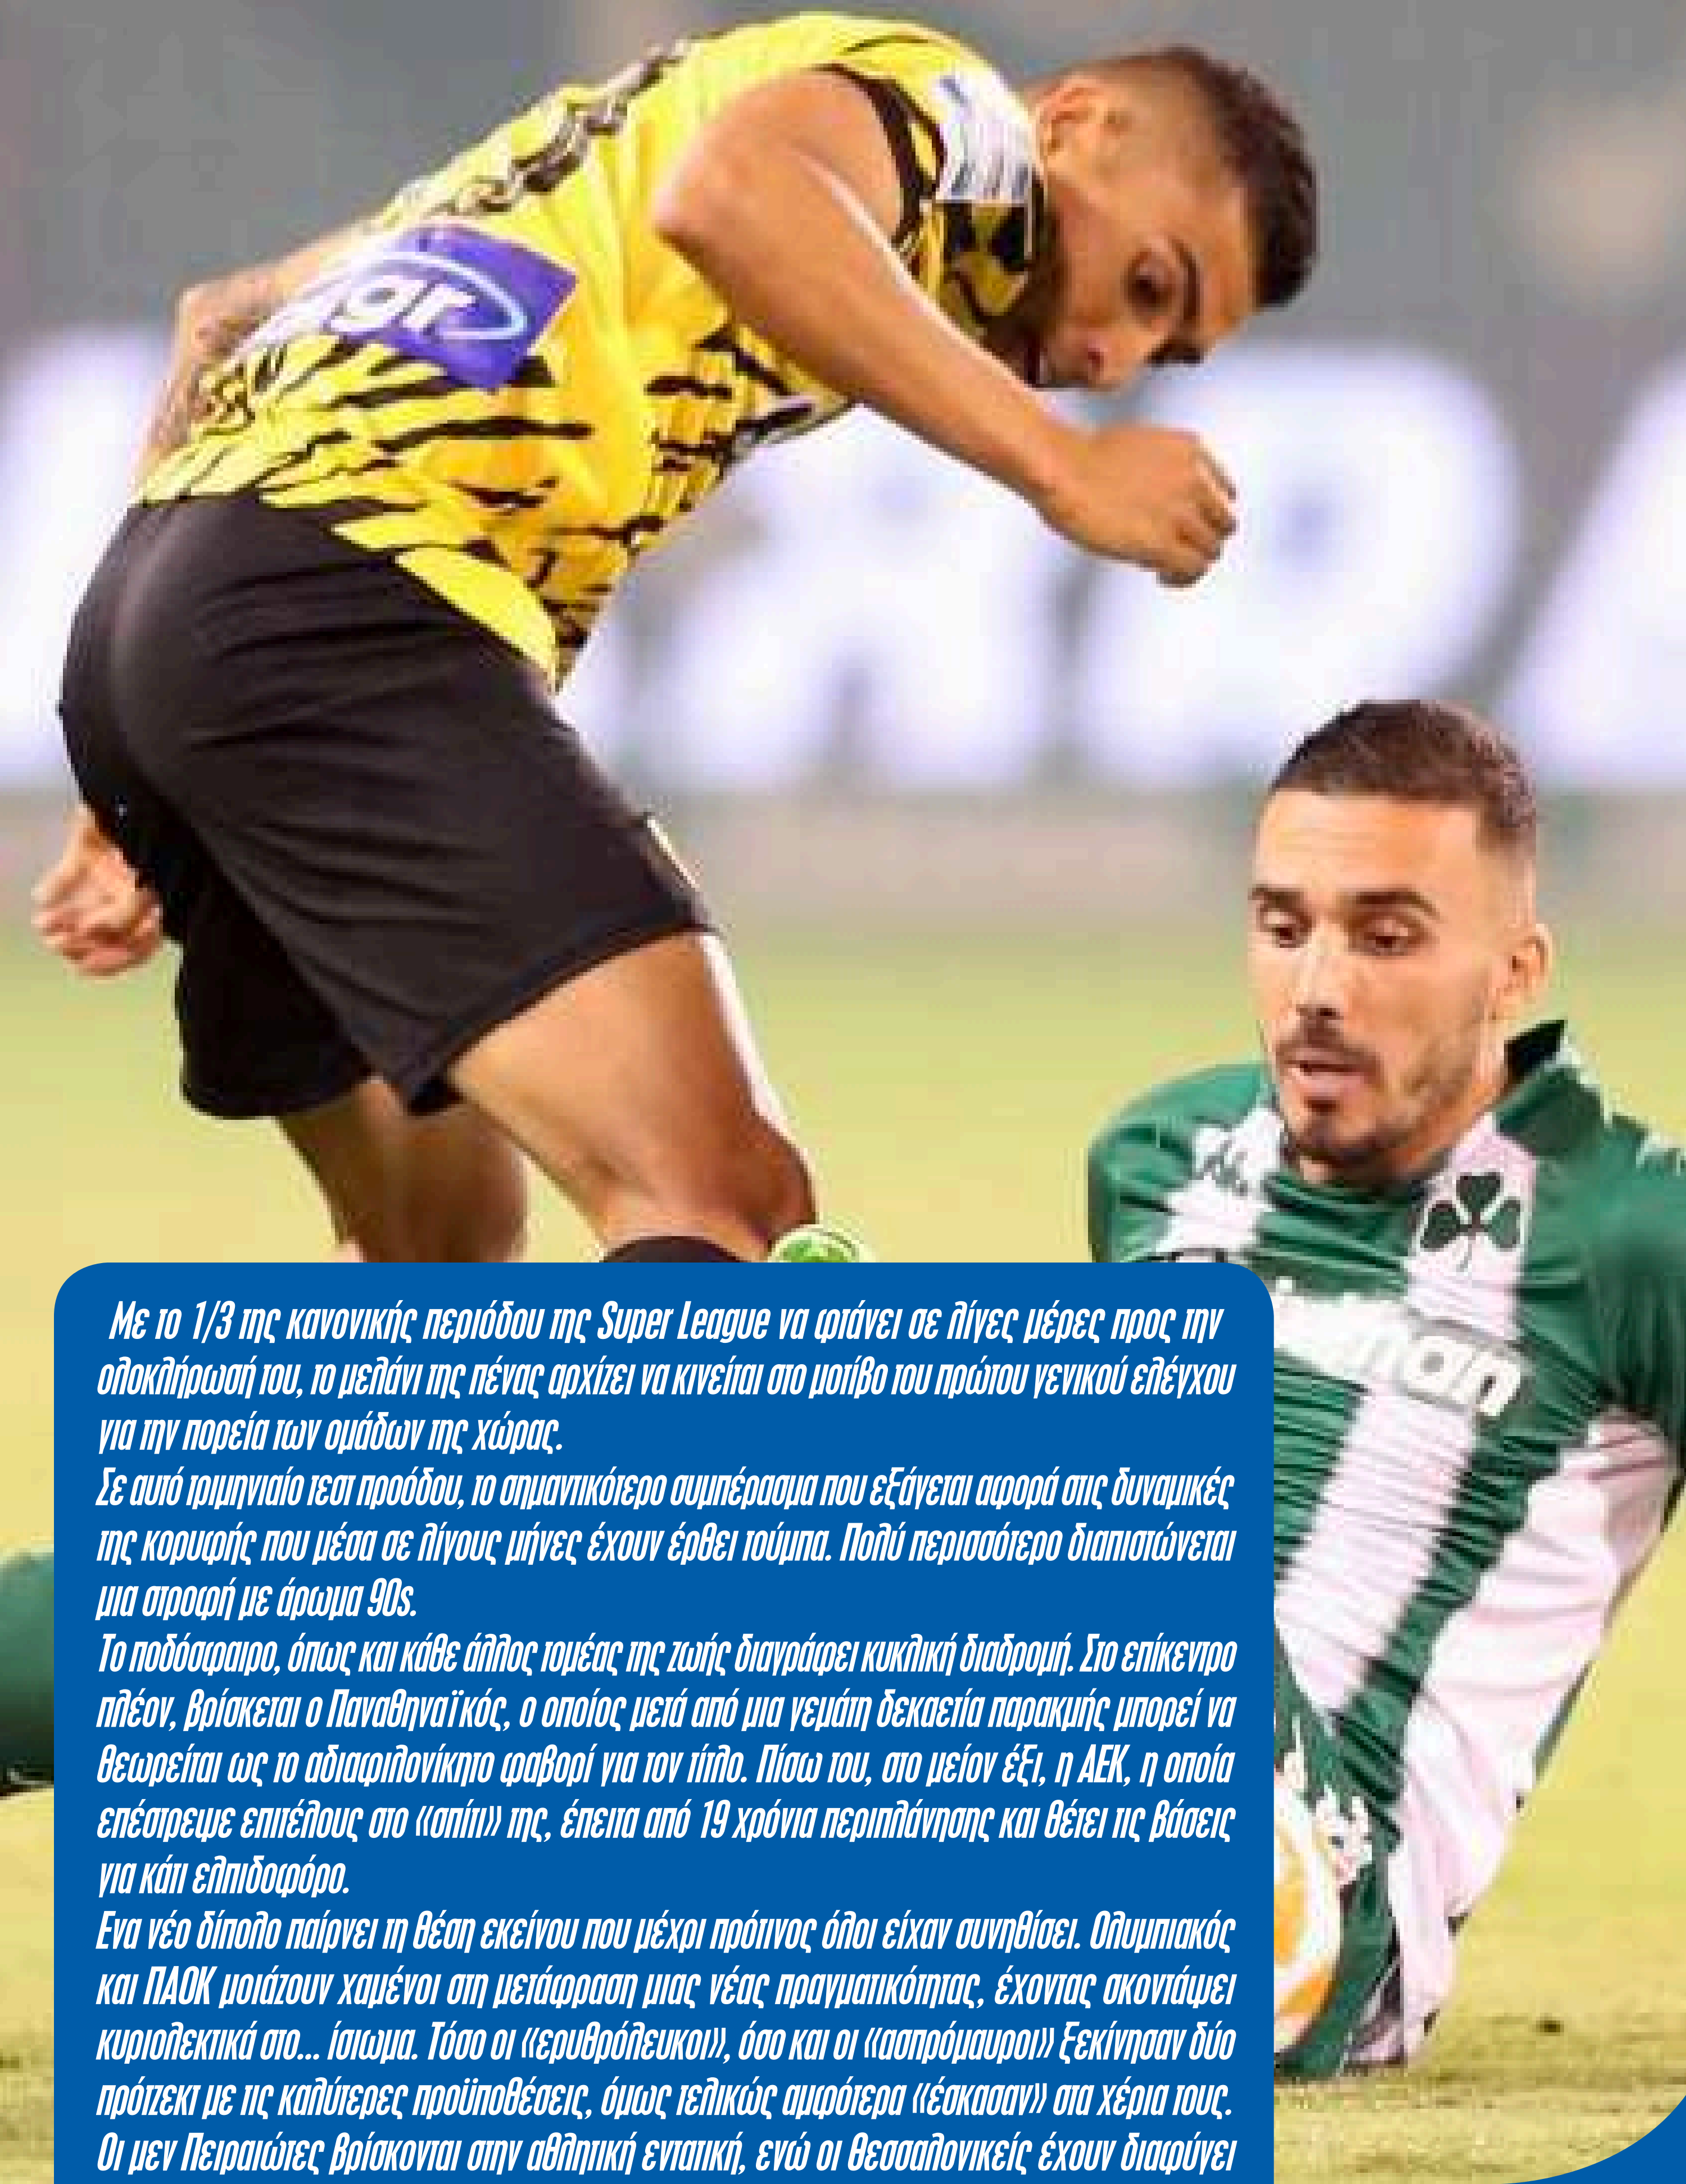 gr
Με το 1/3 της κανονικής περιόδου της Super League να φτάνει σε λίγες μέρες προς την
ολοκλήρωσή του, το μελάνι της πένας αρχίζει να κινείται στο μοτίβο του πρώτου γενικού ελέγχου
για την πορεία των ομάδων της χώρας.
Σε αυτό τριμηνιαίο τεστ προόδου, το σημαντικότερο συμπέρασμα που εξάγεται αφορά στις δυναμικές
της κορυφής που μέσα σε λίγους μήνες έχουν έρθει τούμπα. Πολύ περισσότερο διαπιστώνεται
μια στροφή με άρωμα 90s.
Το ποδόσφαιρο, όπως και κάθε άλλος τομέας της ζωής διαγράφει κυκλική διαδρομή. Στο επίκεντρο
πλέον, βρίσκεται ο Παναθηναϊκός, ο οποίος μετά από μια γεμάτη δεκαετία παρακμής μπορεί να
θεωρείται ως το αδιαφιλονίκητο φαβορί για τον τίτλο. Πίσω του, στο μείον έξι, η ΑΕΚ, η οποία
επέστρεψε επιτέλους στο «σπίτι» της, έπειτα από 19 χρόνια περιπλάνησης και θέτει τις βάσεις
για κάτι ελπιδοφόρο.
Ενα νέο δίπολο παίρνει τη θέση εκείνου που μέχρι πρότινος όλοι είχαν συνηθίσει. Ολυμπιακός
και ΠΑΟΚ μοιάζουν χαμένοι στη μετάφραση μιας νέας πραγματικότητας, έχοντας σκοντάψει
κυριολεκτικά στο... ίσιωμα. Τόσο οι «ερυθρόλευκοι», όσο και οι «ασπρόμαυροι» ξεκίνησαν δύο
πρότζεκτ με τις καλύτερες προϋποθέσεις, όμως τελικώς αμφότερα «έσκασαν» στα χέρια τους.
Οι μεν Πειραιώτες βρίσκονται στην αθλητική εντατική, ενώ οι Θεσσαλονικείς έχουν διαφύγει